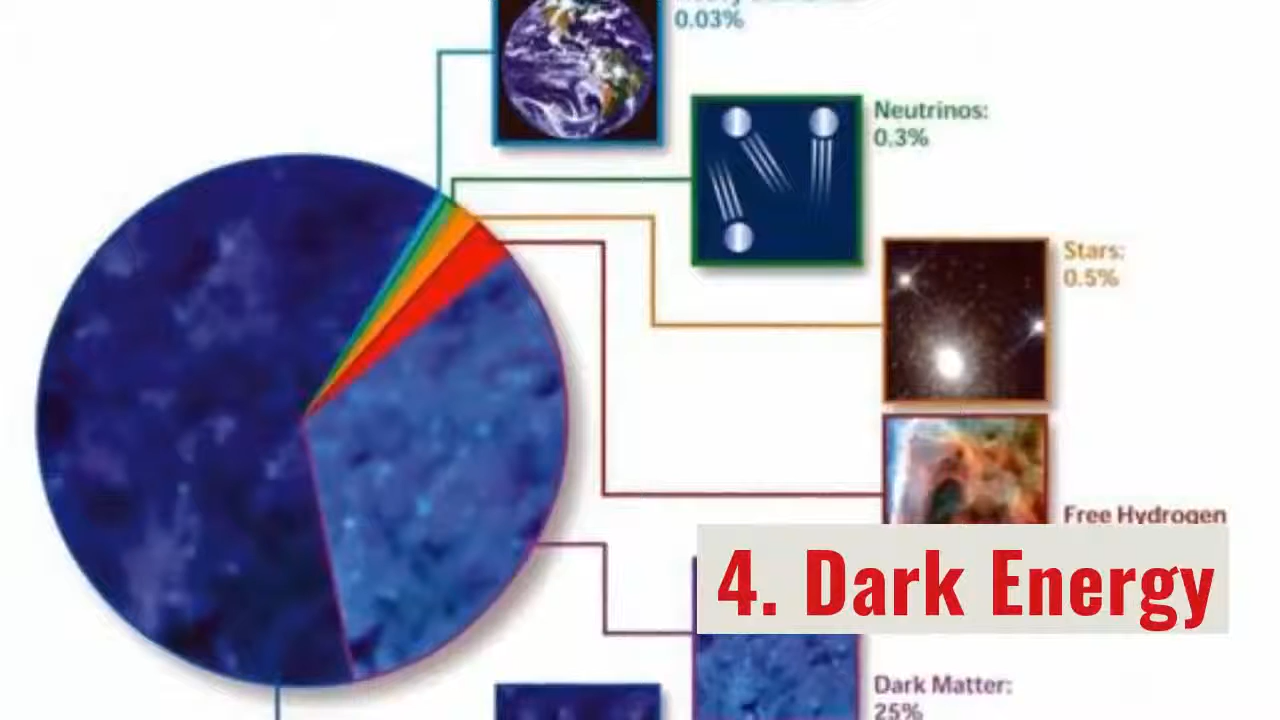 0.03%
Neutrinos:
0.3%
Stars:
0.5%
Free Hydrogen
4. Dark Energy
Dark Matter:
25%